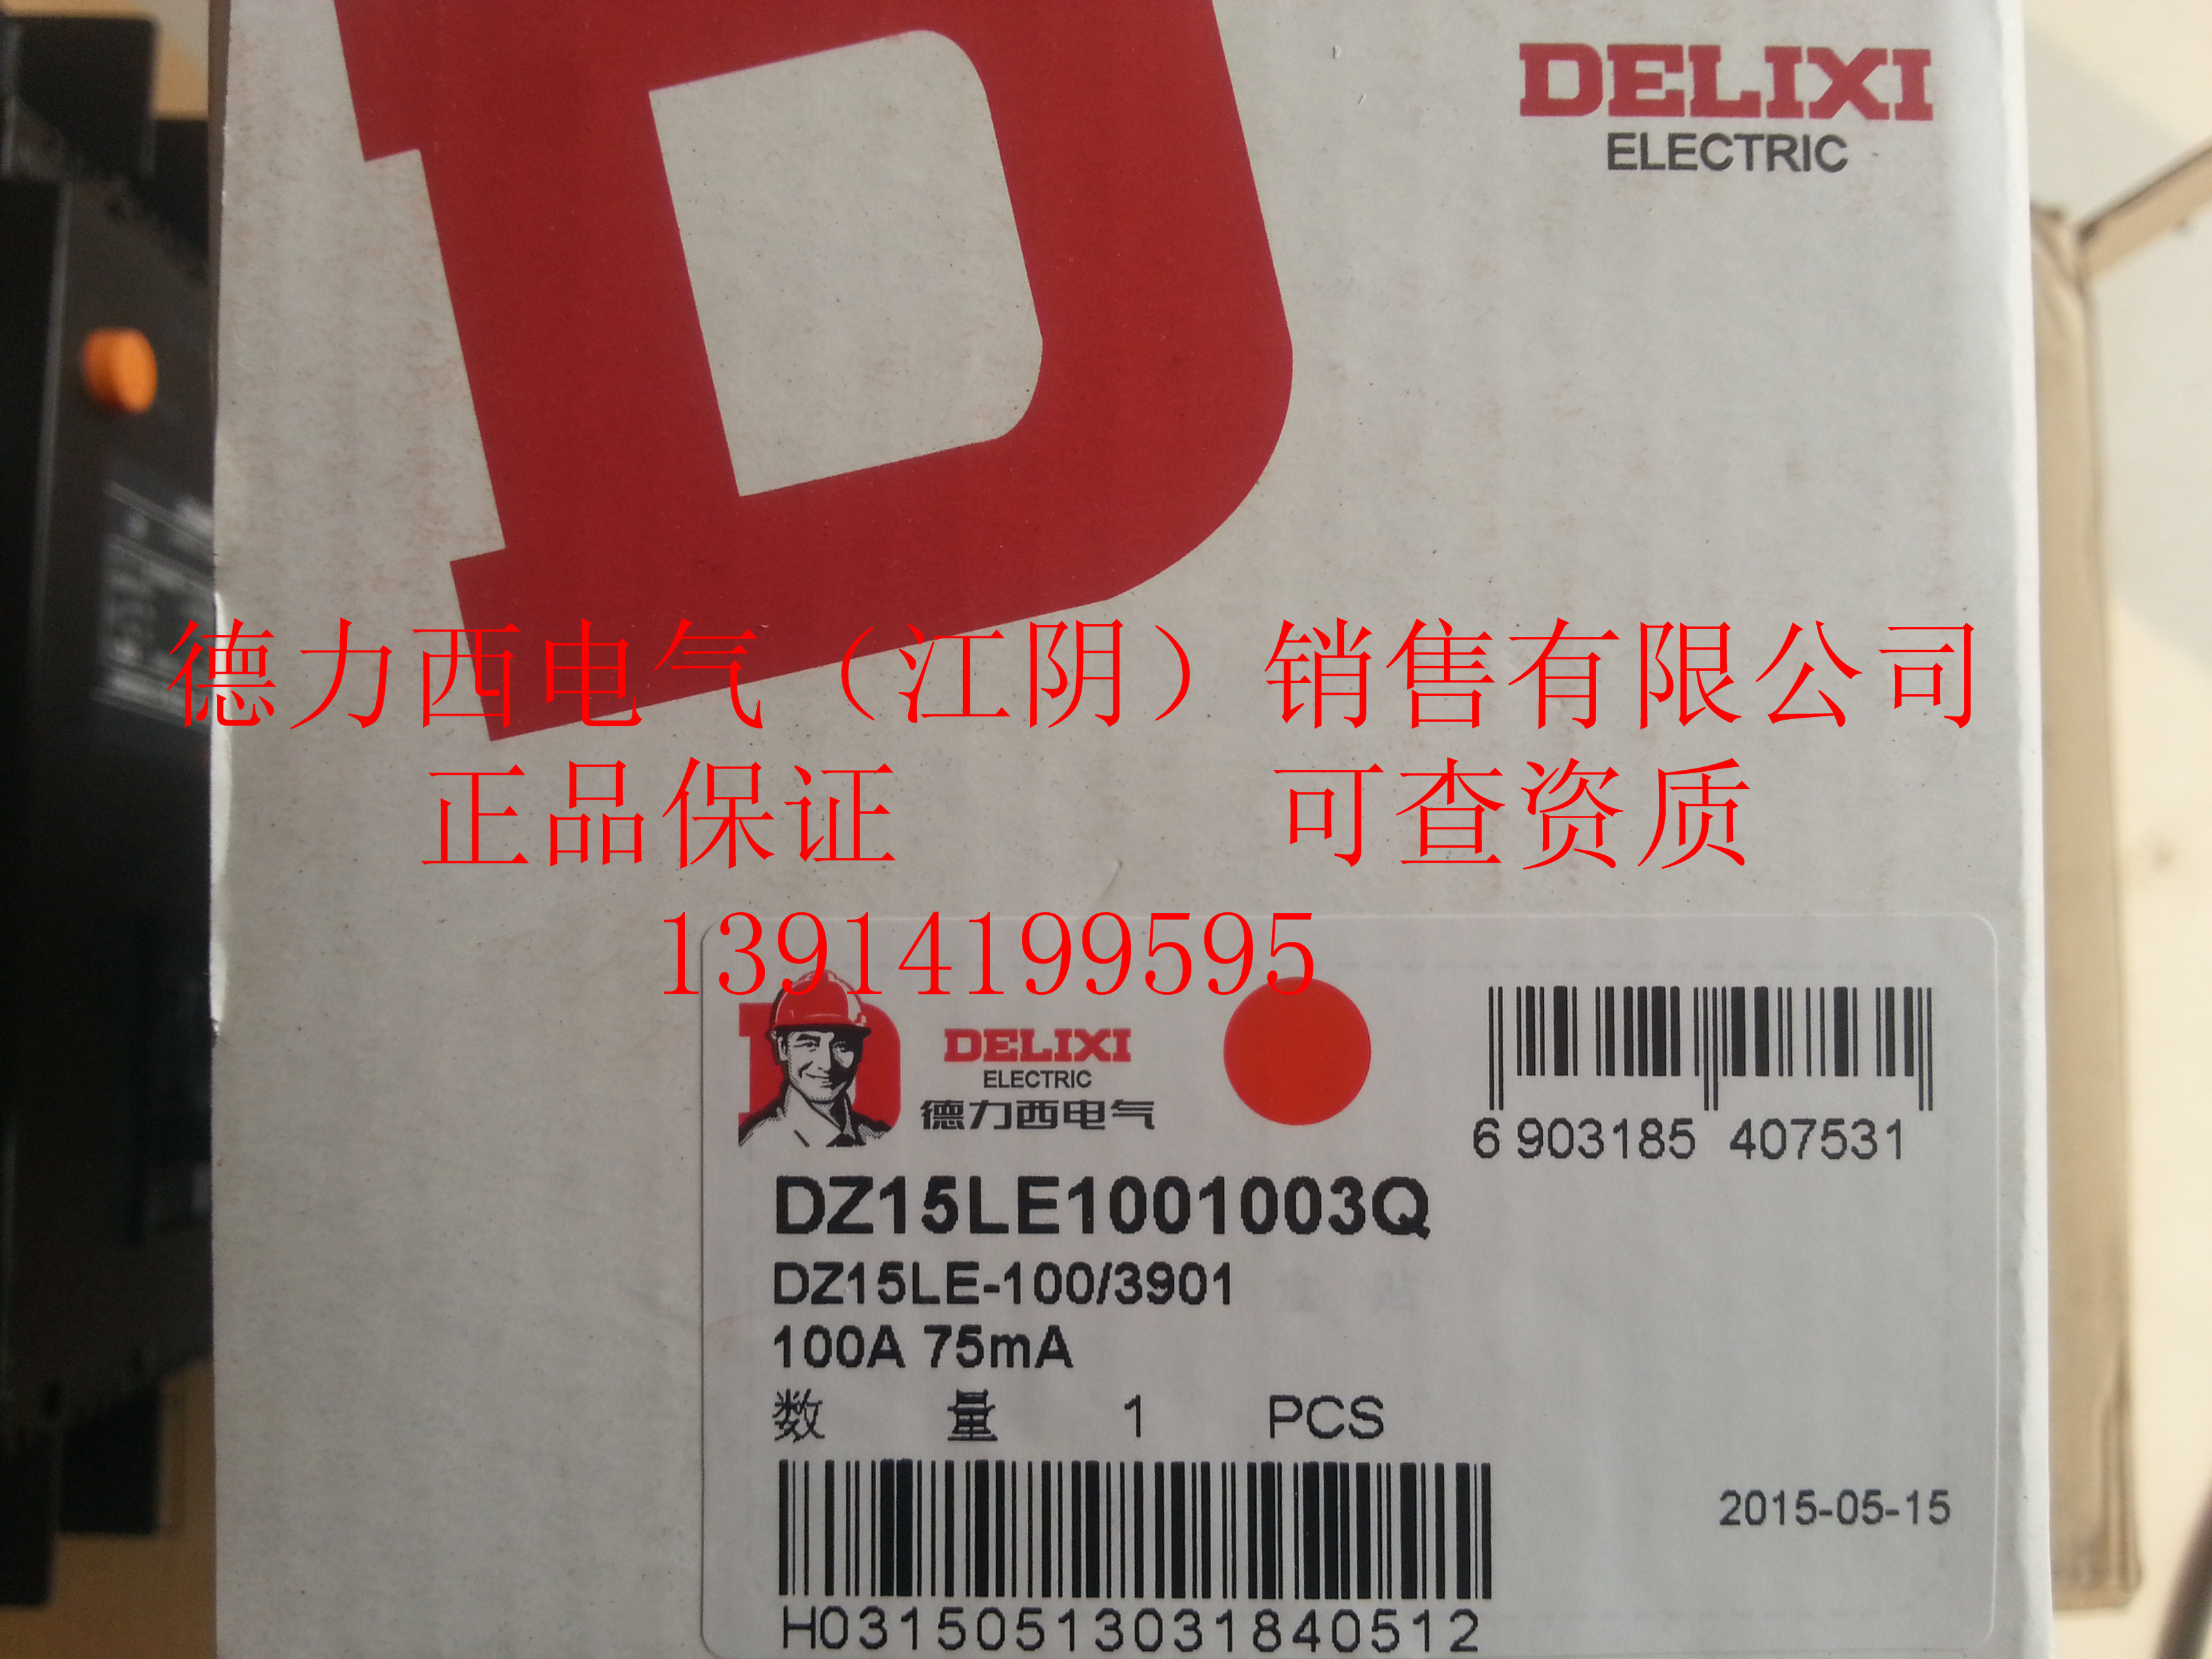 DELIXI
ELECTRIC
德力西电气（江阴）销售有限公司
正品保证 可查资质
13914199595
DELIXI
ELECTRIC
德力西电气
6 903185 407531
DZ15LE1001003Q
DZ15LE-100/3901
100A 75mA
数 量 1 PCS
2015-05-15
H03150513031840512